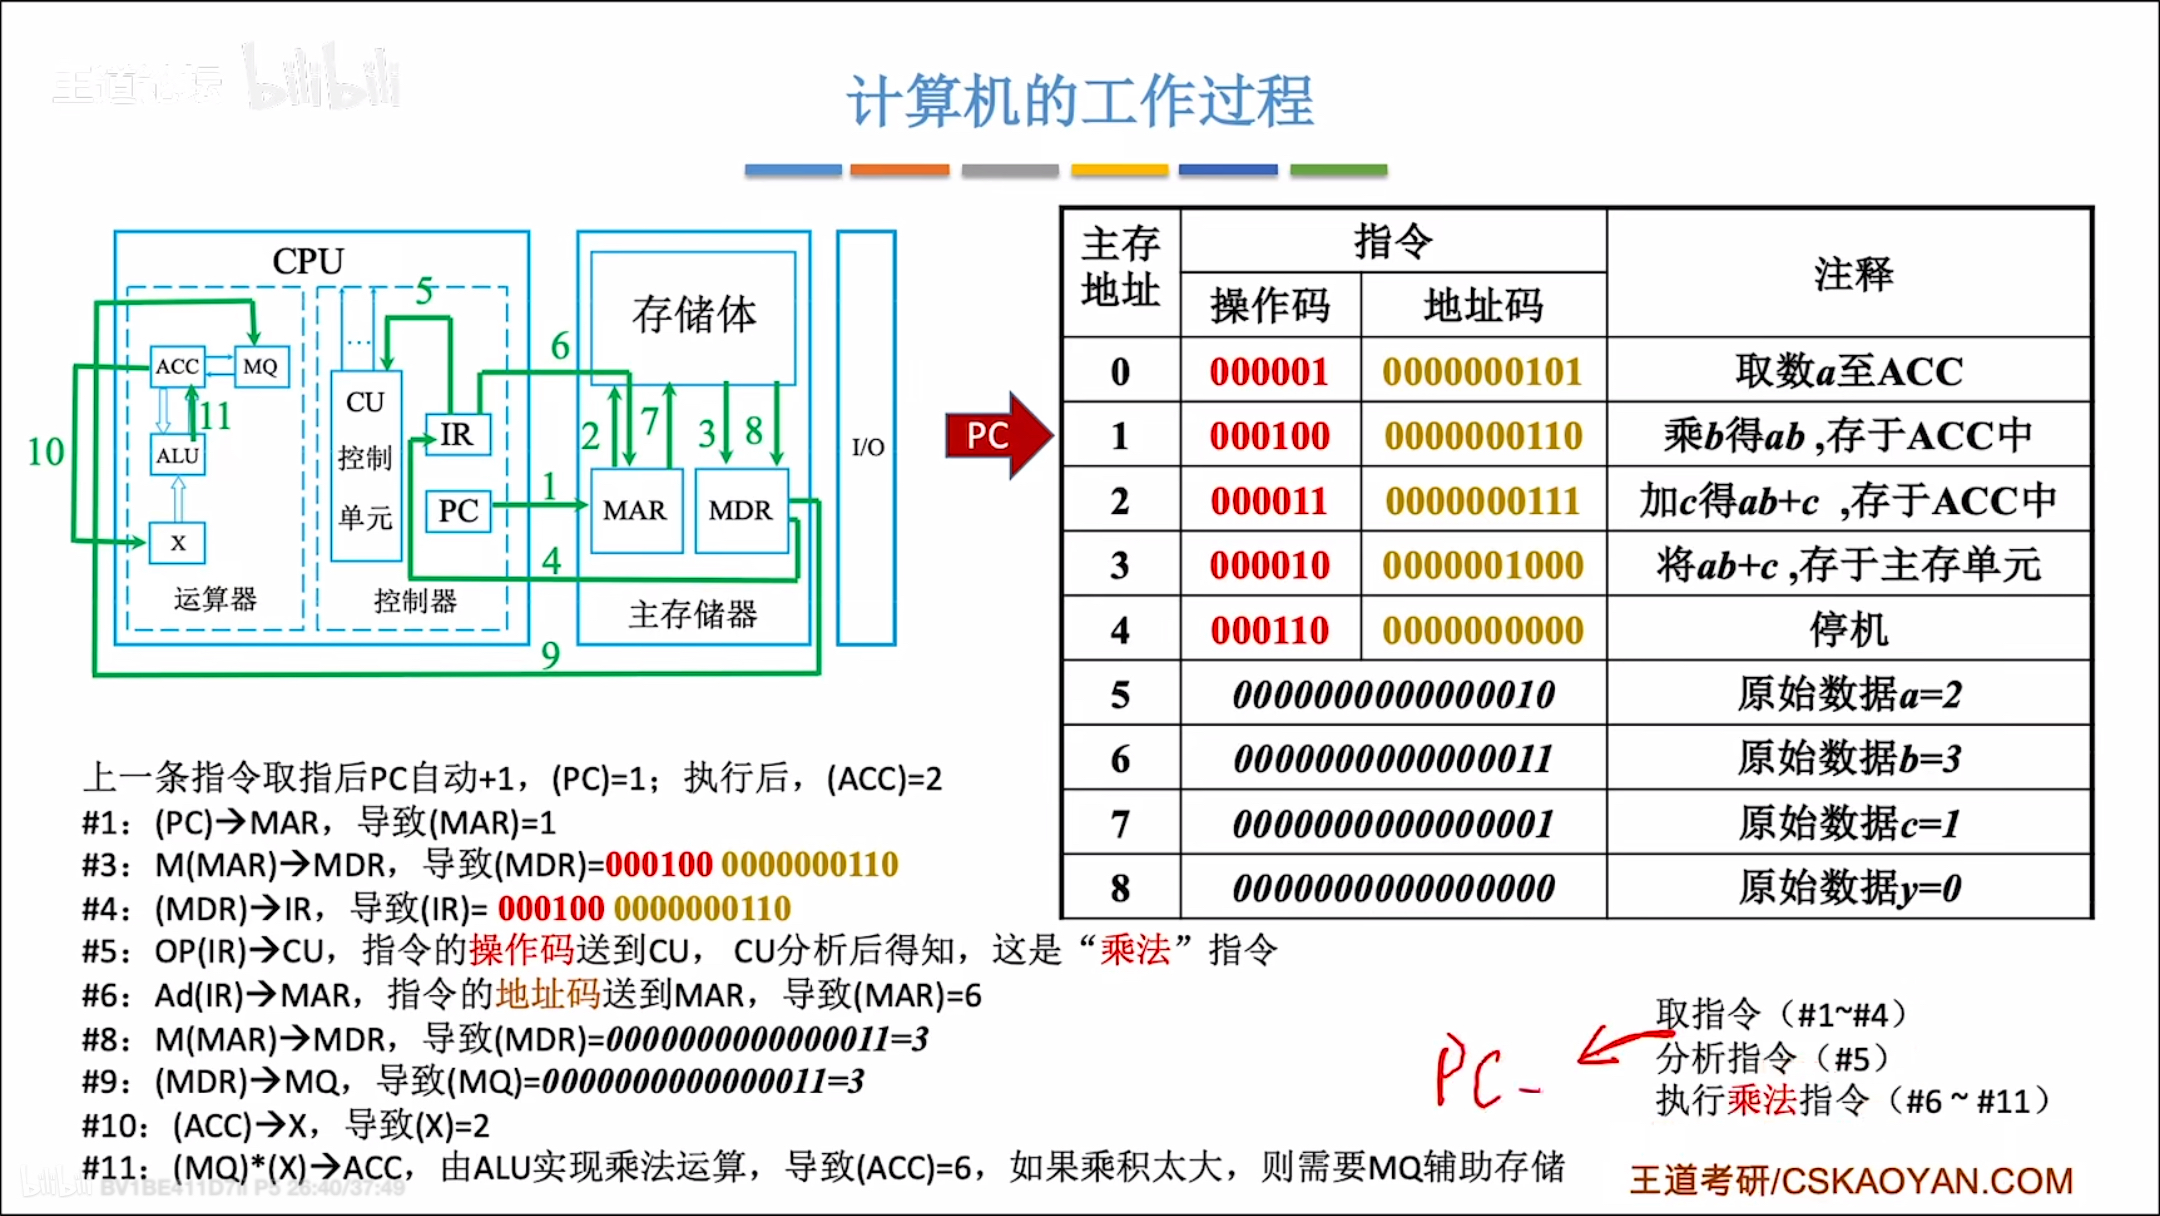 王道论坛 bilibili
计算机的工作过程
CPU
5
存储体
6
ACC
MQ
...
CU
控制
单元
IR
PC
11
10
ALU
X
2
7
3
8
1
MAR
MDR
I/O
4
运算器
控制器
主存储器
9
PC
主存地址 指令 注释
操作码 地址码
0 000001 0000000101 取数a至ACC
1 000100 0000000110 乘b得ab ,存于ACC中
2 000011 0000000111 加c得ab+c ,存于ACC中
3 000010 0000001000 将ab+c ,存于主存单元
4 000110 0000000000 停机
5 0000000000000010 原始数据a=2
6 0000000000000011 原始数据b=3
7 0000000000000001 原始数据c=1
8 0000000000000000 原始数据y=0
上一条指令取指后PC自动+1，(PC)=1；执行后，(ACC)=2
#1：(PC)→MAR，导致(MAR)=1
#3：M(MAR)→MDR，导致(MDR)=000100 0000000110
#4：(MDR)→IR，导致(IR)= 000100 0000000110
#5：OP(IR)→CU，指令的操作码送到CU， CU分析后得知，这是“乘法”指令
#6：Ad(IR)→MAR，指令的地址码送到MAR，导致(MAR)=6
#8：M(MAR)→MDR，导致(MDR)=0000000000000011=3
#9：(MDR)→MQ，导致(MQ)=0000000000000011=3
#10：(ACC)→X，导致(X)=2
#11：(MQ)*(X)→ACC，由ALU实现乘法运算，导致(ACC)=6，如果乘积太大，则需要MQ辅助存储
取指令（#1~#4）
分析指令（#5）
执行乘法指令（#6 ~ #11）
PC
王道考研/CSKAOYAN.COM
bilibili BV1BE411D7ii P5 26:40/37:49